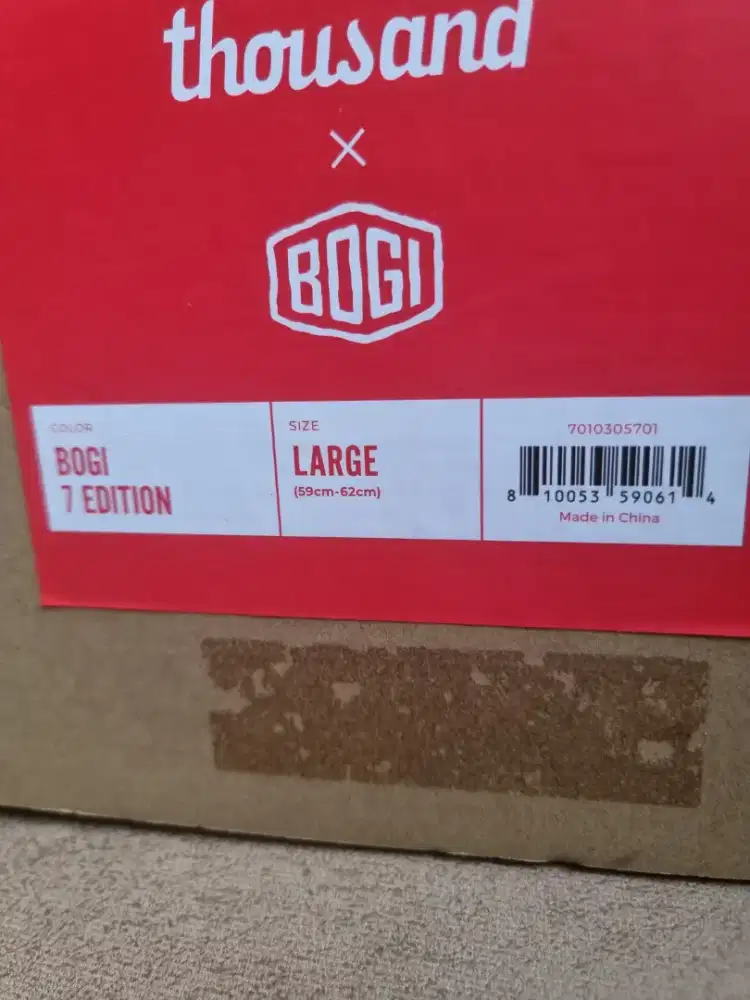 thousand
×
BOGI
COLOR
BOGI
7 EDITION
SIZE
LARGE
(59cm-62cm)
7010305701
8 10053 59061 4
Made in China